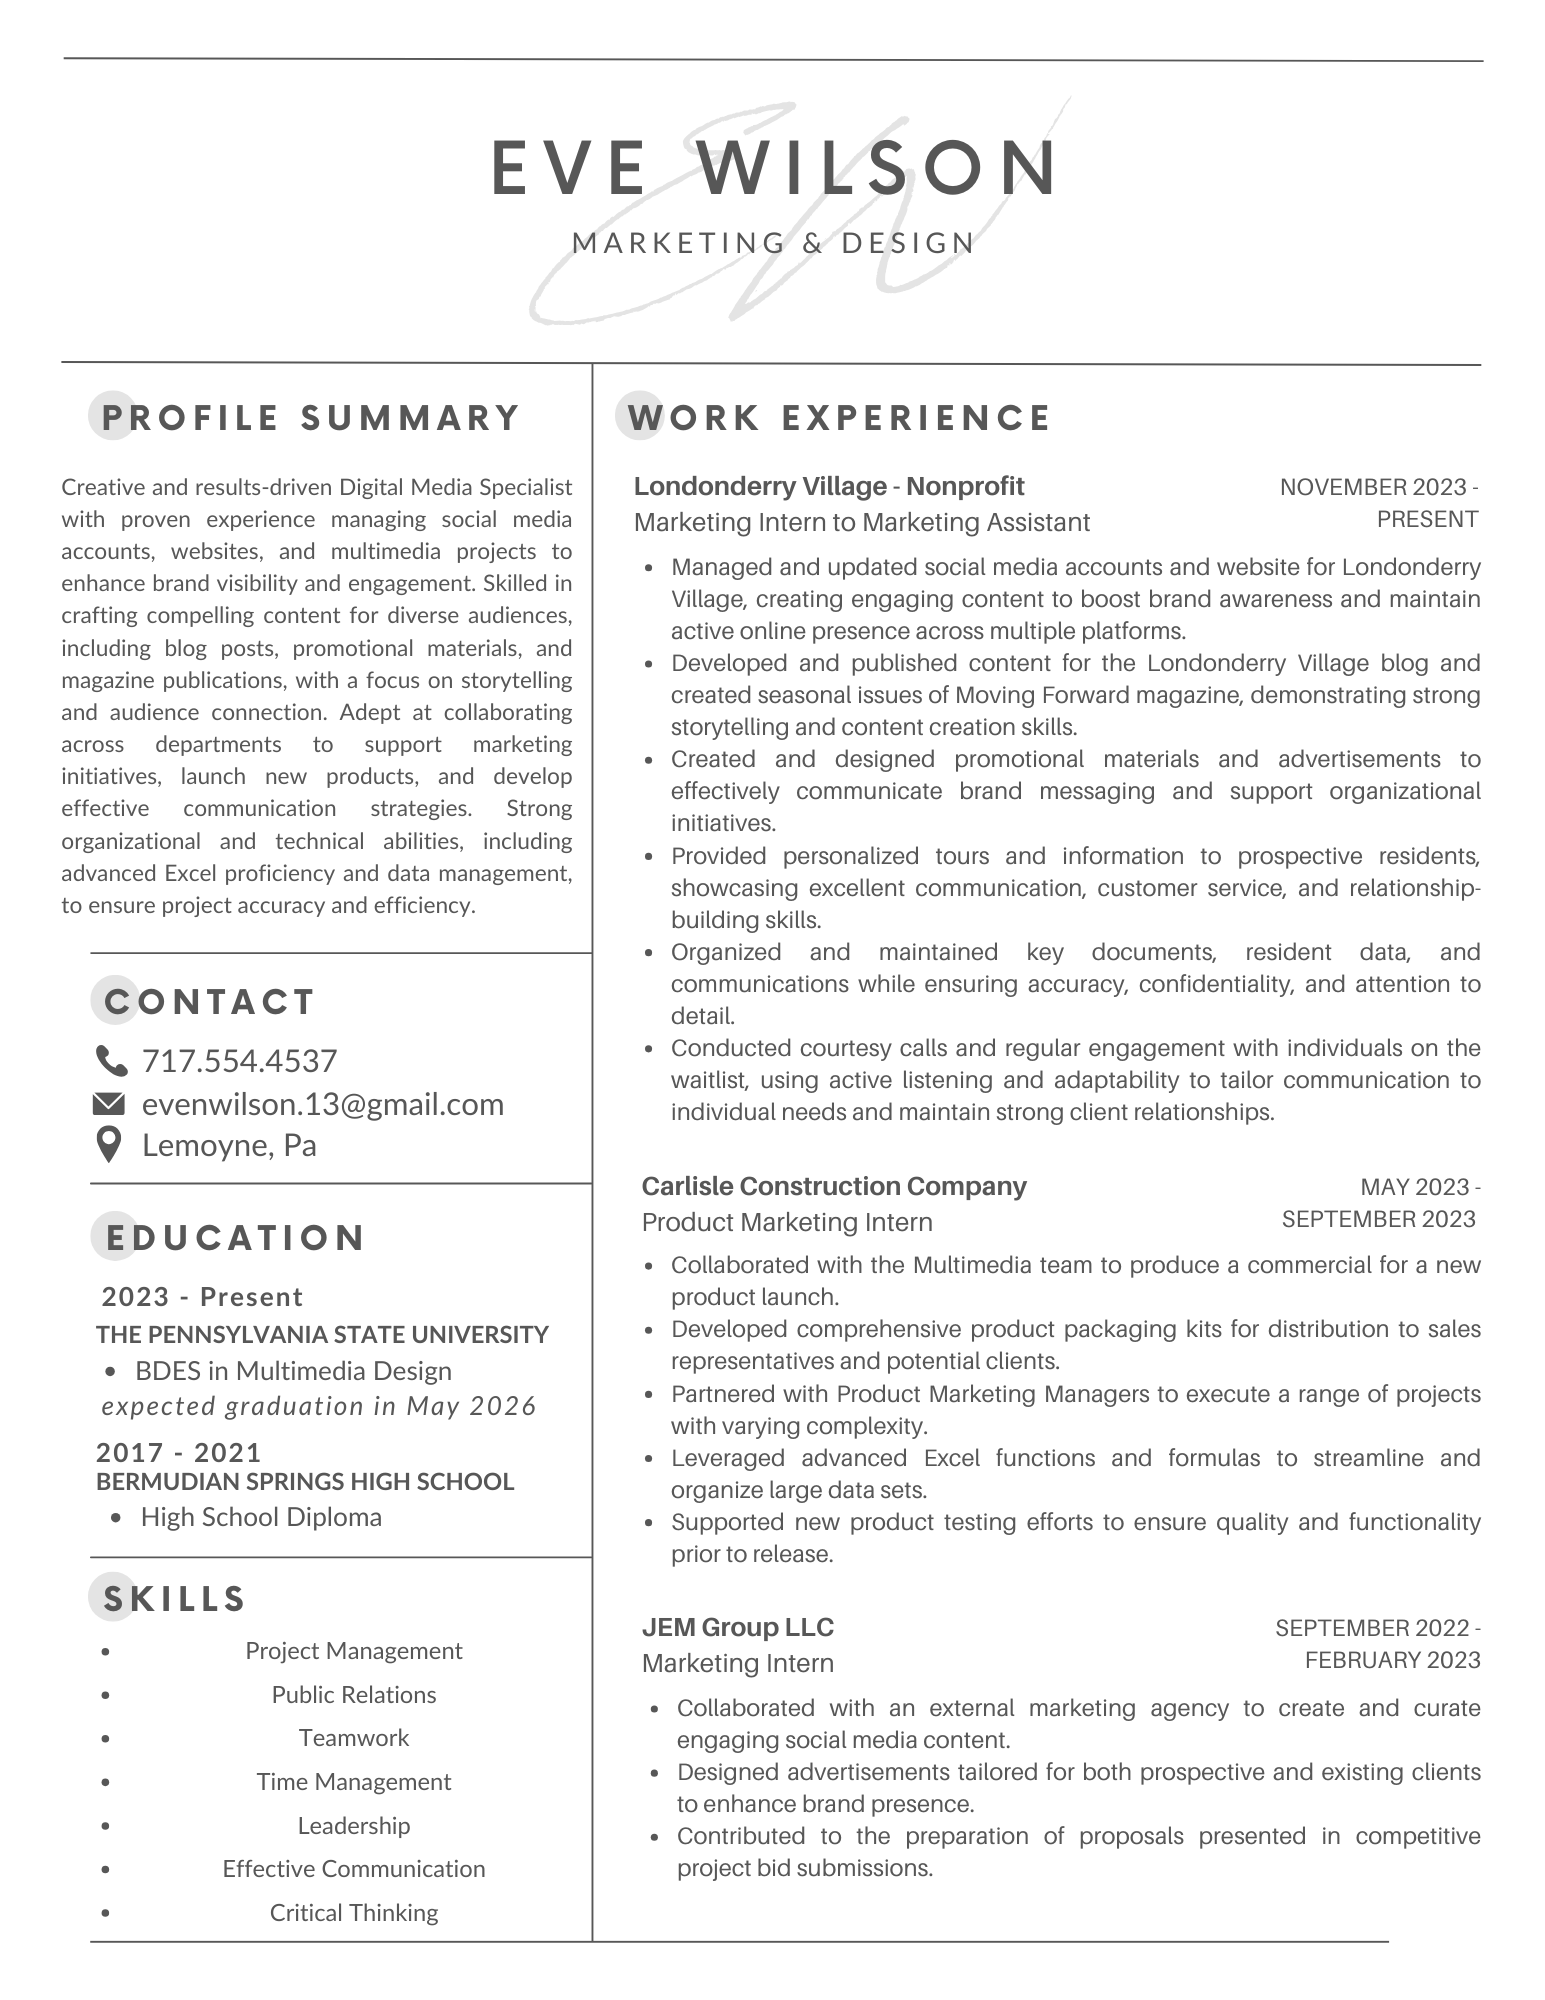 EVE WILSON
MARKETING & DESIGN
PROFILE SUMMARY
Creative and results-driven Digital Media Specialist
with proven experience managing social media
accounts, websites, and multimedia projects to
enhance brand visibility and engagement. Skilled in
crafting compelling content for diverse audiences,
including blog posts, promotional materials, and
magazine publications, with a focus on storytelling
and audience connection. Adept at collaborating
across departments to support marketing
initiatives, launch new products, and develop
effective communication strategies. Strong
organizational and technical abilities, including
advanced Excel proficiency and data management,
to ensure project accuracy and efficiency.
CONTACT
717.554.4537
evenwilson.13@gmail.com
Lemoyne, Pa
EDUCATION
2023 - Present
THE PENNSYLVANIA STATE UNIVERSITY
• BDES in Multimedia Design
expected graduation in May 2026
2017 - 2021
BERMUDIAN SPRINGS HIGH SCHOOL
• High School Diploma
SKILLS
• Project Management
• Public Relations
• Teamwork
• Time Management
• Leadership
• Effective Communication
• Critical Thinking
WORK EXPERIENCE
Londonderry Village - Nonprofit
Marketing Intern to Marketing Assistant
NOVEMBER 2023 -
PRESENT
• Managed and updated social media accounts and website for Londonderry
Village, creating engaging content to boost brand awareness and maintain
active online presence across multiple platforms.
• Developed and published content for the Londonderry Village blog and
created seasonal issues of Moving Forward magazine, demonstrating strong
storytelling and content creation skills.
• Created and designed promotional materials and advertisements to
effectively communicate brand messaging and support organizational
initiatives.
• Provided personalized tours and information to prospective residents,
showcasing excellent communication, customer service, and relationship-
building skills.
• Organized and maintained key documents, resident data, and
communications while ensuring accuracy, confidentiality, and attention to
detail.
• Conducted courtesy calls and regular engagement with individuals on the
waitlist, using active listening and adaptability to tailor communication to
individual needs and maintain strong client relationships.
Carlisle Construction Company
Product Marketing Intern
MAY 2023 -
SEPTEMBER 2023
• Collaborated with the Multimedia team to produce a commercial for a new
product launch.
• Developed comprehensive product packaging kits for distribution to sales
representatives and potential clients.
• Partnered with Product Marketing Managers to execute a range of projects
with varying complexity.
• Leveraged advanced Excel functions and formulas to streamline and
organize large data sets.
• Supported new product testing efforts to ensure quality and functionality
prior to release.
JEM Group LLC
Marketing Intern
SEPTEMBER 2022 -
FEBRUARY 2023
• Collaborated with an external marketing agency to create and curate
engaging social media content.
• Designed advertisements tailored for both prospective and existing clients
to enhance brand presence.
• Contributed to the preparation of proposals presented in competitive
project bid submissions.